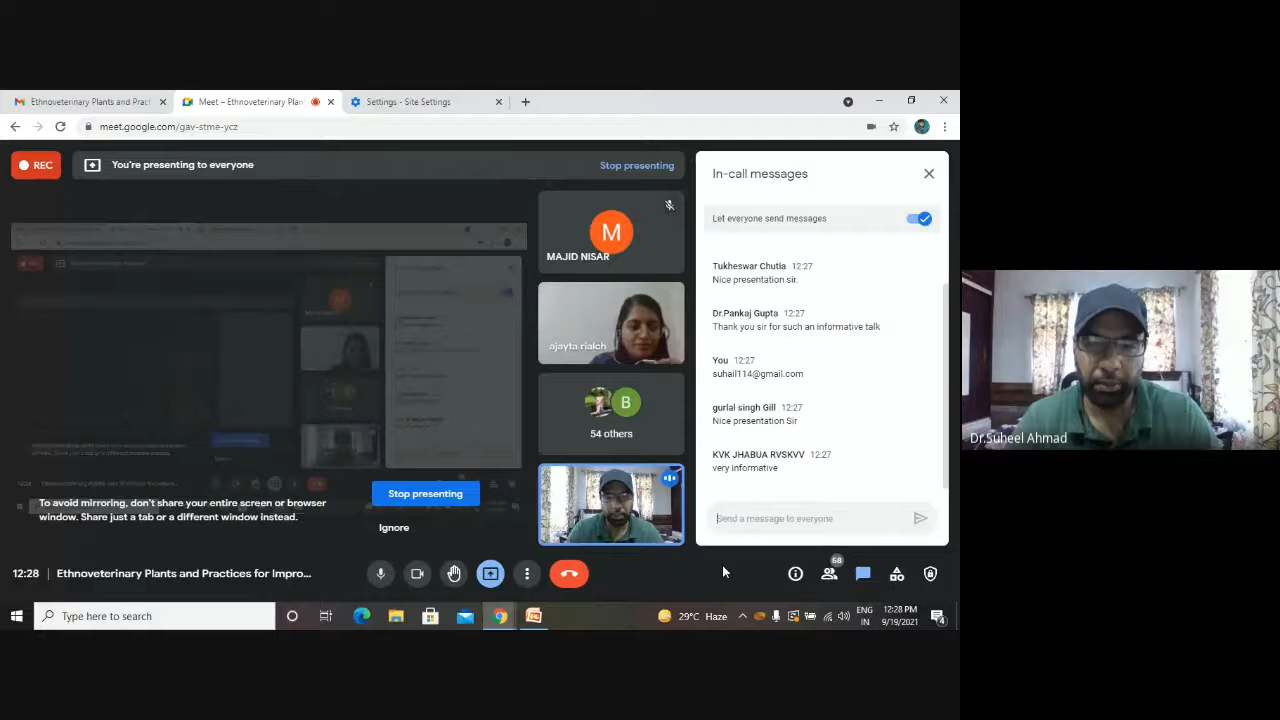 Ethnoveterinary Plants and Pract
Meet – Ethnoveterinary Plan
Settings - Site Settings
meet.google.com/gav-stme-ycz
REC
You're presenting to everyone
Stop presenting
M
MAJID NISAR
ajayta rialch
B
54 others
To avoid mirroring, don't share your entire screen or browser
window. Share just a tab or a different window instead.
Stop presenting
Ignore
In-call messages
Let everyone send messages
Tukheswar Chutia 12:27
Nice presentation sir.
Dr.Pankaj Gupta 12:27
Thank you sir for such an informative talk
You 12:27
suhail114@gmail.com
gurlal singh Gill 12:27
Nice presentation Sir
KVK JHABUA RVSKVV 12:27
very informative
Send a message to everyone
Dr.Suheel Ahmad
12:28 Ethnoveterinary Plants and Practices for Impro...
68
Type here to search
29°C Haze
ENG
IN
12:28 PM
9/19/2021
4